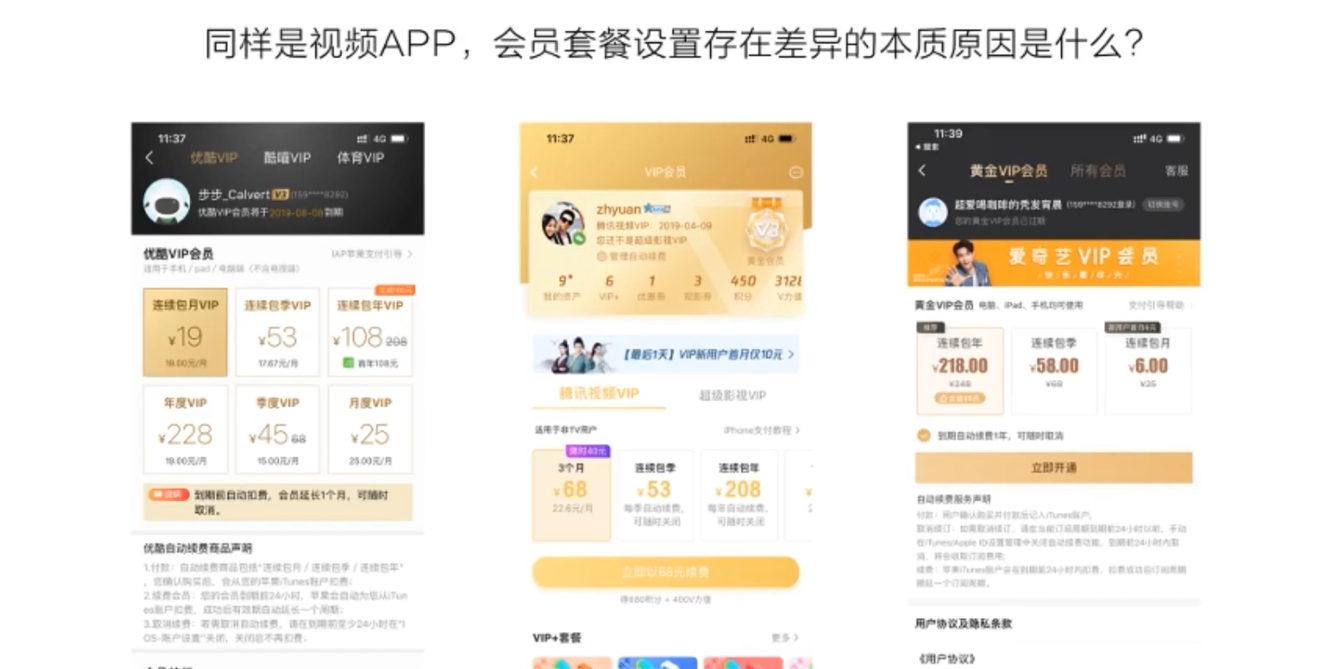 同样是视频APP，会员套餐设置存在差异的本质原因是什么？
11:37
4G
优酷VIP 酷喵VIP 体育VIP
步步_Calvert V3 (159****9292)
优酷VIP会员将于2019-08-08到期
优酷VIP会员 IAP苹果支付引导
适用于手机 / pad / 电脑端（不含电视端）
连续包月VIP
¥19
19.00元/月
连续包季VIP
¥53
17.67元/月
连续包年VIP
¥108 208
首年108元
年度VIP
¥228
19.00元/月
季度VIP
¥45 68
15.00元/月
月度VIP
¥25
25.00元/月
到期前自动扣费，会员延长1个月，可随时
取消。
优酷自动续费商品声明
1.付款：自动续费商品包括“连续包月 / 连续包季 / 连续包年”
，您确认购买后，会从您的苹果iTunes账户扣费；
2.续费会员：您的会员到期前24小时，苹果会自动为您从iTun
es账户扣费，成功后有效期自动延长一个周期；
3.取消续费：若需取消自动续费，请在到期前至少24小时在“i
OS-账户设置”关闭，关闭后不再扣费；
11:37
4G
VIP会员
zhyuan
腾讯视频VIP：2019-04-09
您还不是超级影视VIP
管理自动续费
V3
黄金会员
9 6 1 3 450 3128
我的资产 VIP+ 优惠券 观影券 积分 V力值
【最后1天】VIP新用户首月仅10元
腾讯视频VIP 超级影视VIP
适用于非TV用户 iPhone支付教程
限时40元
3个月
¥68
22.6元/月
连续包季
¥53
每季自动续费，
可随时关闭
连续包年
¥208
每年自动续费，
可随时关闭
立即以68元续费
得680积分 + 400V力值
VIP+套餐 更多
11:39
4G
搜索
黄金VIP会员 所有会员 客服
超爱喝咖啡的秃发宵晨 (159****8292登录) 切换账号
您的黄金VIP会员已过期
爱奇艺VIP会员
黄金VIP会员 电脑、iPad、手机均可使用 支付引导帮助
推荐
连续包年
¥218.00
¥248
连续包季
¥58.00
¥68
新用户首月6元
连续包月
¥6.00
¥25
到期自动续费1年，可随时取消
立即开通
自动续费服务声明
付款：用户确认购买并付款后记入iTunes账户；
取消续订：如需取消续订，请在当前订阅周期到期前24小时以前，手动
在iTunes/Apple ID设置管理中关闭自动续费功能，到期前24小时内取
消，将会收取订阅费用；
续费：苹果iTunes账户会在到期前24小时内扣费，扣费成功后订阅周期
顺延一个订阅周期。
用户协议及隐私条款
《用户协议》